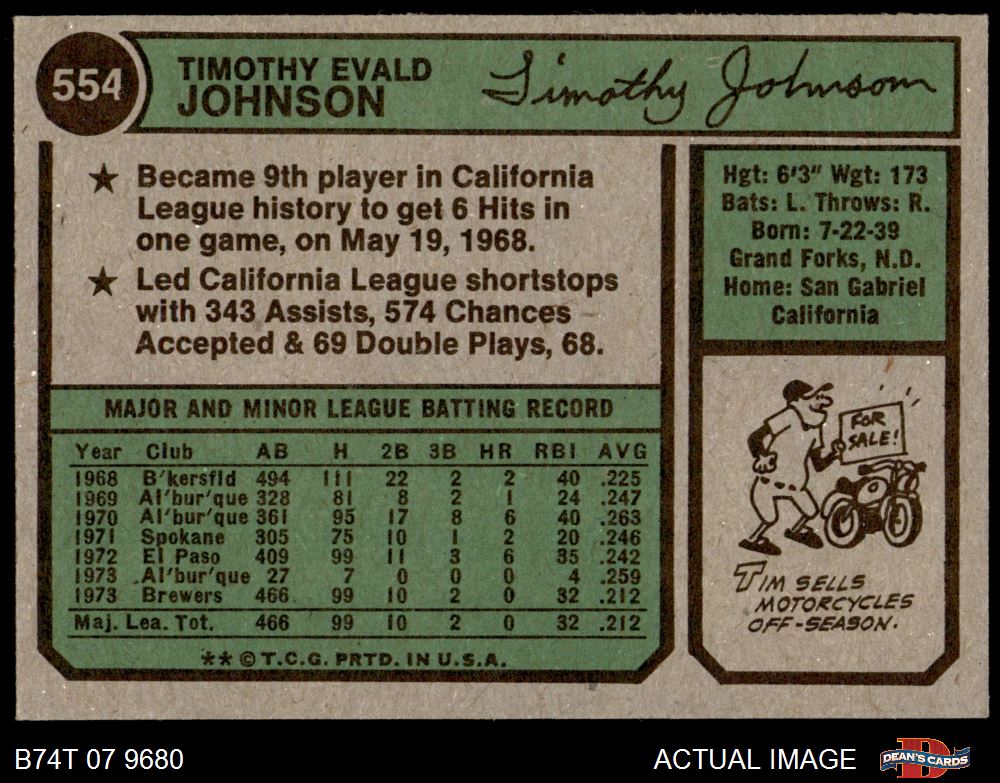 554
TIMOTHY EVALD
JOHNSON
Timothy Johnson
★ Became 9th player in California
League history to get 6 Hits in
one game, on May 19, 1968.
★ Led California League shortstops
with 343 Assists, 574 Chances
Accepted & 69 Double Plays, 68.
Hgt: 6'3" Wgt: 173
Bats: L. Throws: R.
Born: 7-22-39
Grand Forks, N.D.
Home: San Gabriel
California
MAJOR AND MINOR LEAGUE BATTING RECORD
Year Club AB H 2B 3B HR RBI AVG
1968 B'kersfld 494 111 22 2 2 40 .225
1969 Al'bur'que 328 81 8 2 1 24 .247
1970 Al'bur'que 361 95 17 8 6 40 .263
1971 Spokane 305 75 10 1 2 20 .246
1972 El Paso 409 99 11 3 6 35 .242
1973 Al'bur'que 27 7 0 0 0 4 .259
1973 Brewers 466 99 10 2 0 32 .212
Maj. Lea. Tot. 466 99 10 2 0 32 .212
** © T.C.G. PRTD. IN U.S.A.
FOR
SALE!
TIM SELLS
MOTORCYCLES
OFF-SEASON.
B74T 07 9680
ACTUAL IMAGE
D
DEAN'S CARDS